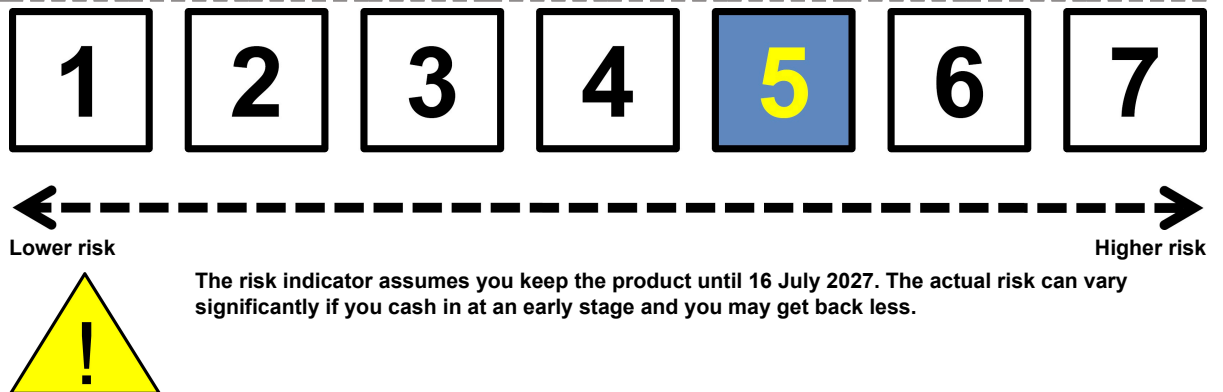 1 2 3 4 5 6 7
Lower risk Higher risk
The risk indicator assumes you keep the product until 16 July 2027. The actual risk can vary
significantly if you cash in at an early stage and you may get back less.
!